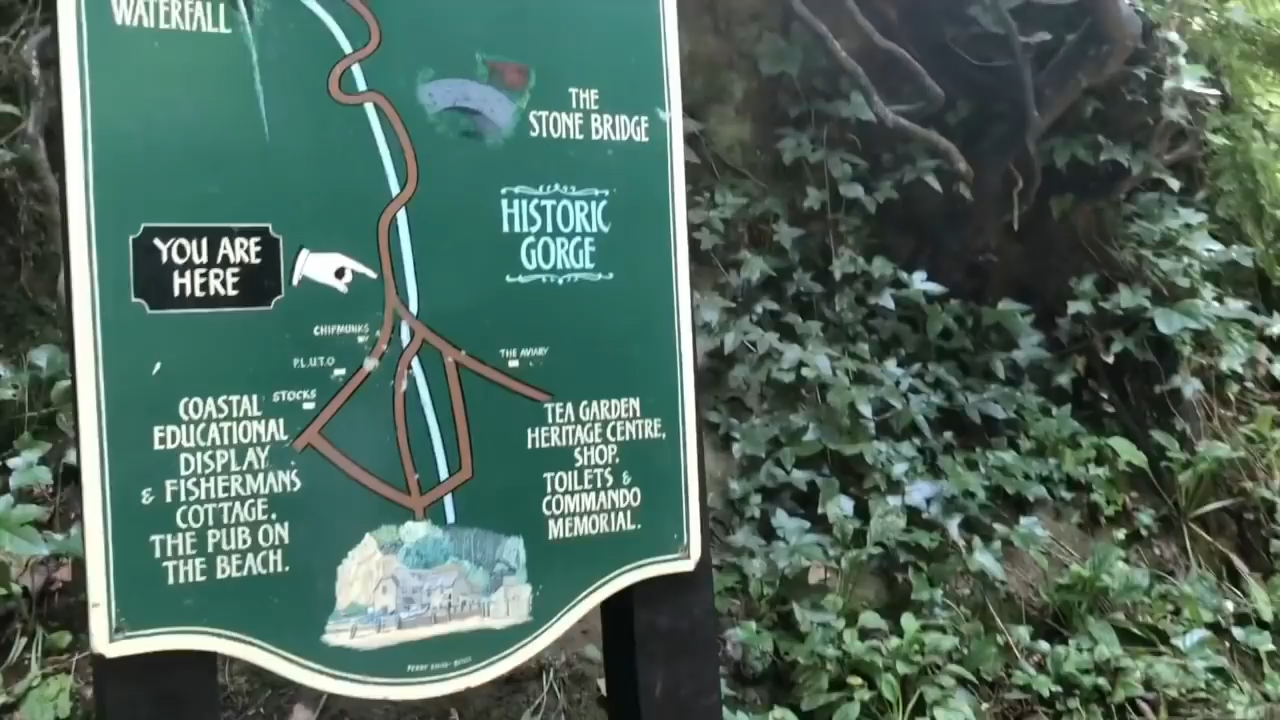 WATERFALL
THE
STONE BRIDGE
HISTORIC
GORGE
YOU ARE
HERE
CHIPMUNKS
P.L.U.T.O
STOCKS
THE AVIARY
COASTAL
EDUCATIONAL
DISPLAY
& FISHERMANS
COTTAGE.
THE PUB ON
THE BEACH.
TEA GARDEN
HERITAGE CENTRE,
SHOP.
TOILETS &
COMMANDO
MEMORIAL.